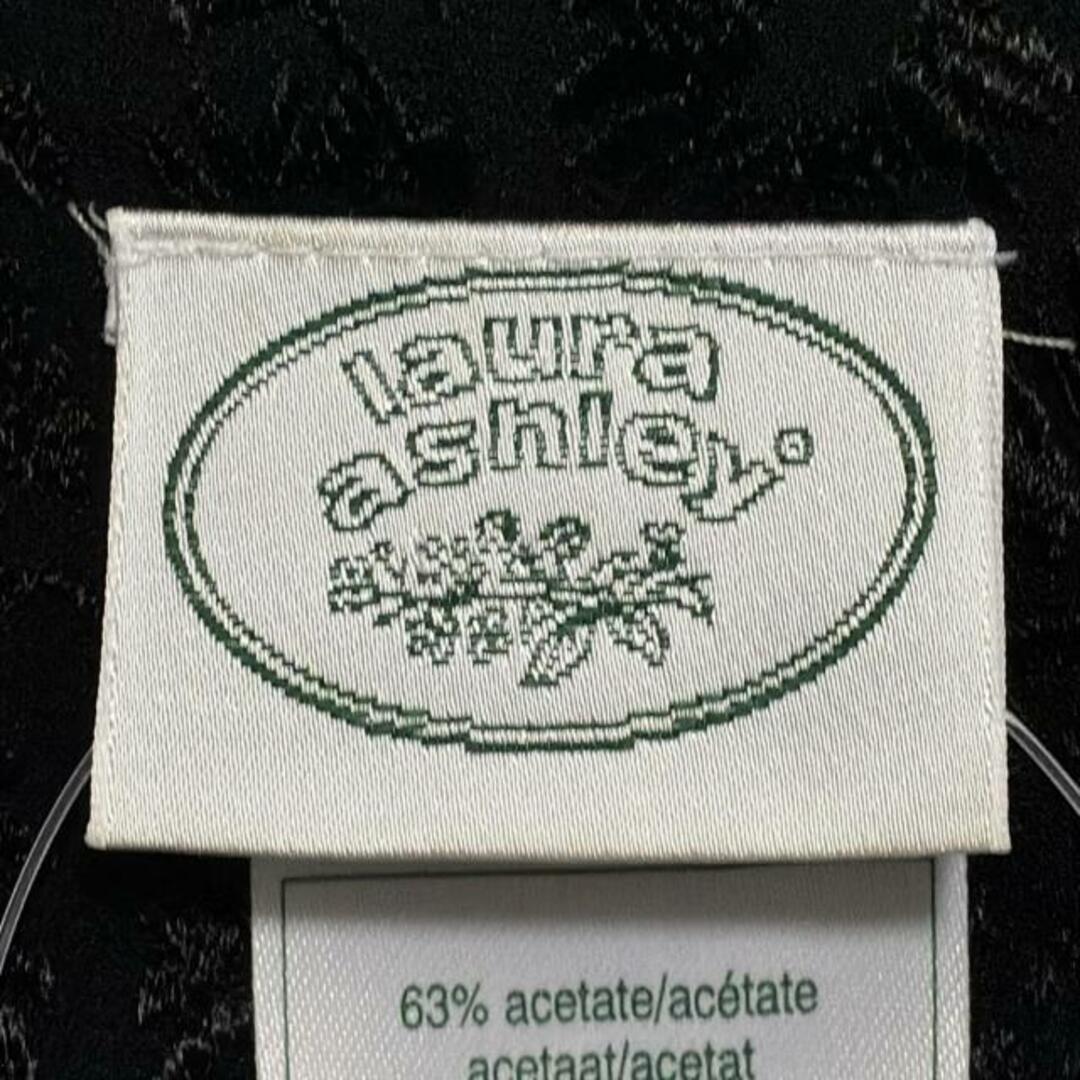 laura
ashley®
63% acetate/acétate
acetaat/acetat